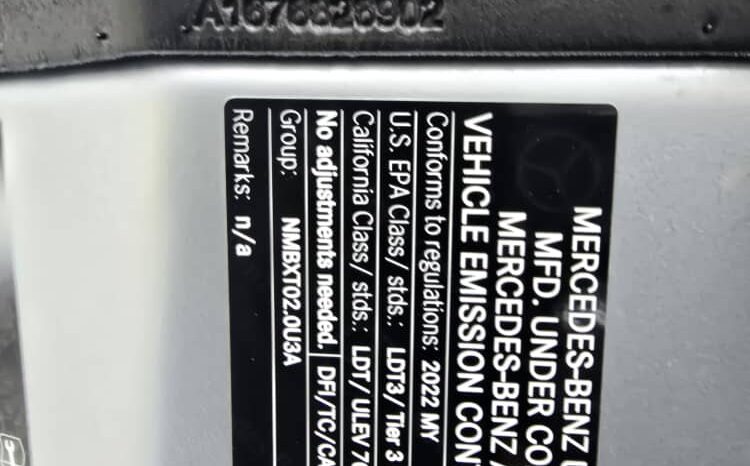 A1676826902
MERCEDES-BENZ
MFD. UNDER CO
MERCEDES-BENZ A
VEHICLE EMISSION CON
Conforms to regulations: 2022 MY
U.S. EPA Class/ stds.: LDT3/ Tier 3
California Class/ stds.: LDT/ ULEV 70
No adjustments needed. DFI/TC/CA
Group: NMBXT02.0U3A
Remarks: n/a